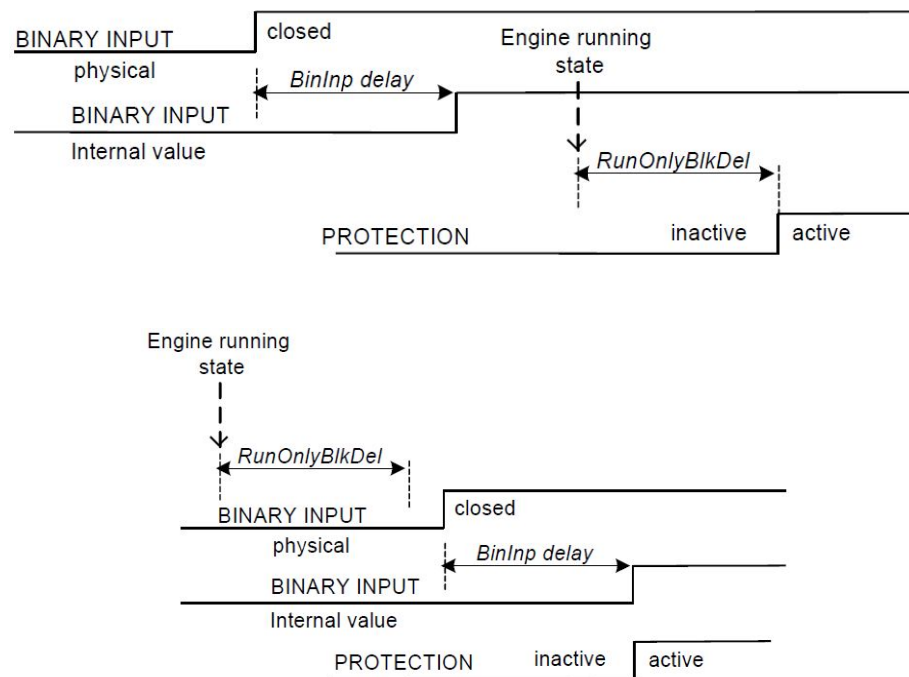 closed
BINARY INPUT
physical
Engine running
state
BinInp delay
BINARY INPUT
Internal value
RunOnlyBlkDel
PROTECTION
inactive
active
Engine running
state
RunOnlyBlkDel
closed
BINARY INPUT
physical
BinInp delay
BINARY INPUT
Internal value
PROTECTION
inactive
active